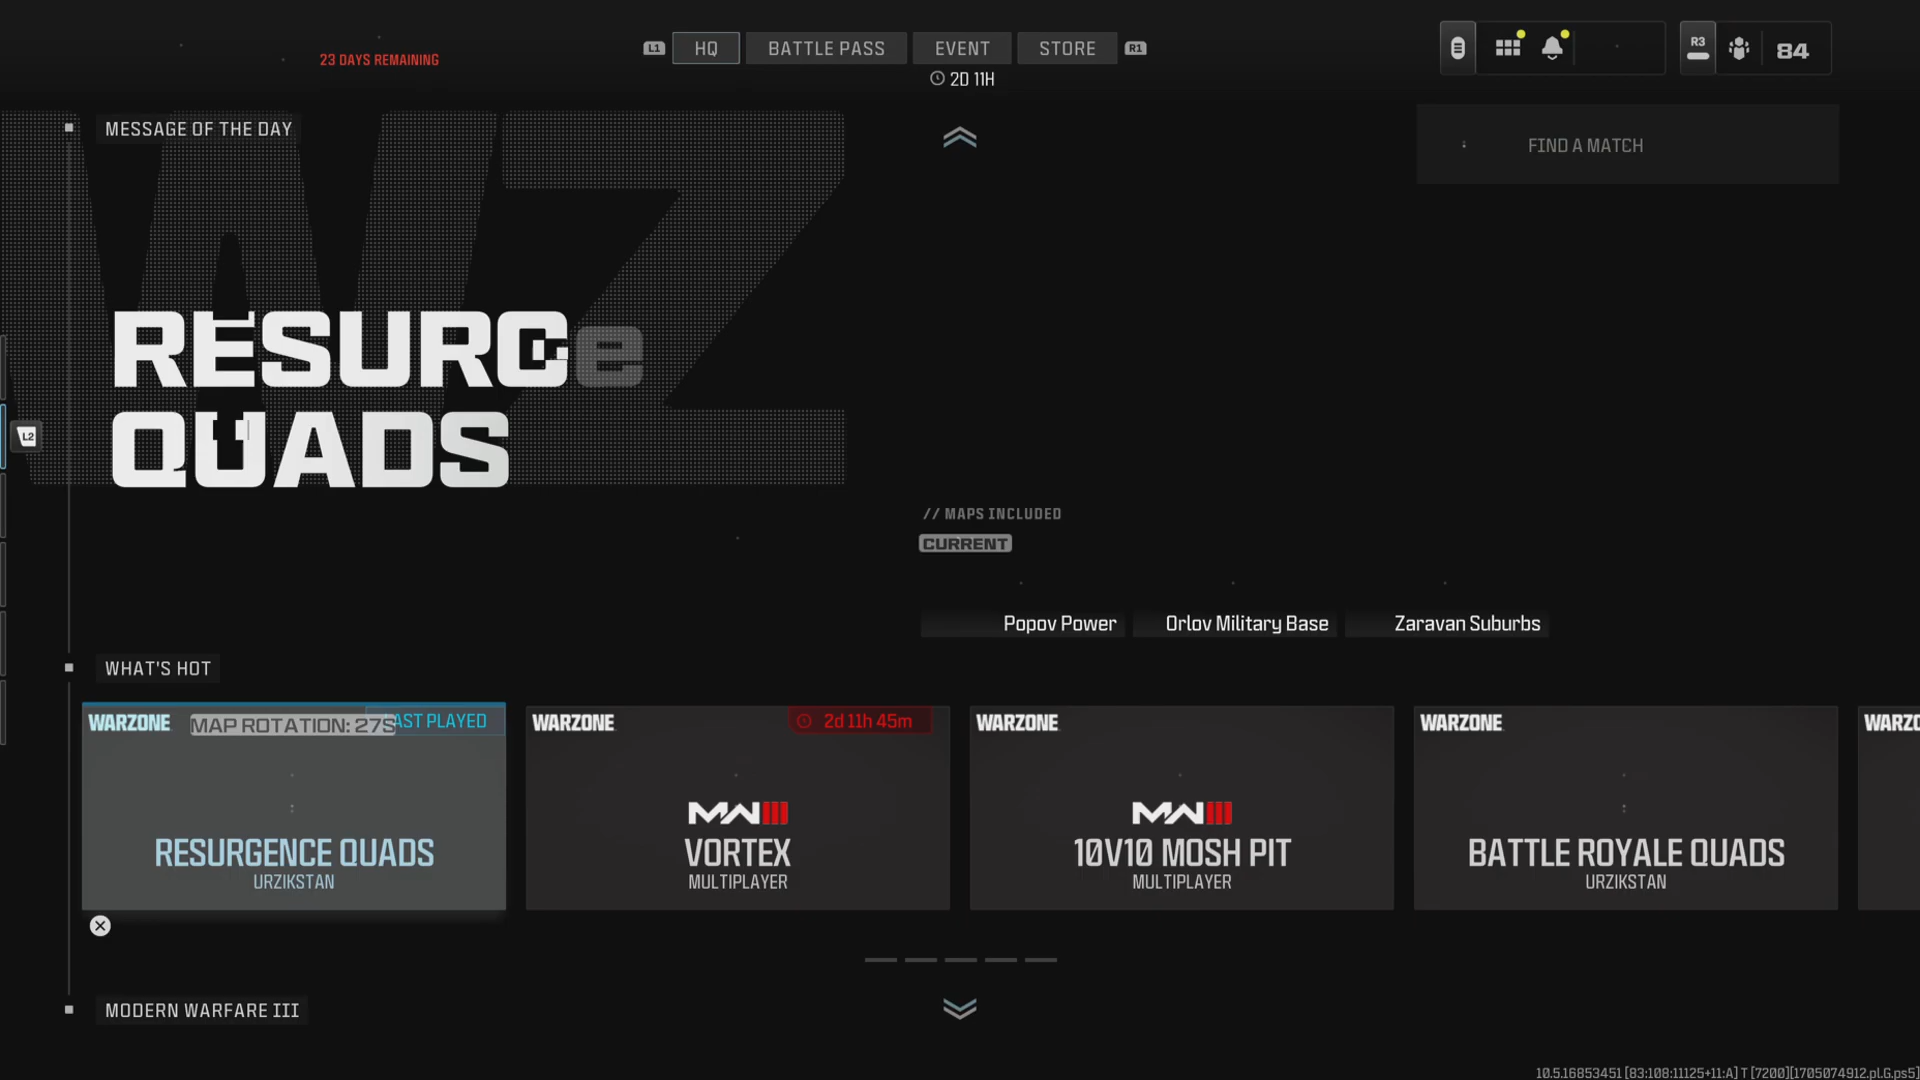 23 DAYS REMAINING
L1 HQ BATTLE PASS EVENT STORE R1
2D 11H
R3 84
MESSAGE OF THE DAY
FIND A MATCH
WZ
RESURGe
QUADS
L2
// MAPS INCLUDED
CURRENT
Popov Power Orlov Military Base Zaravan Suburbs
WHAT'S HOT
WARZONE MAP ROTATION: 27S AST PLAYED
RESURGENCE QUADS
URZIKSTAN
WARZONE 2d 11h 45m
MWIII
VORTEX
MULTIPLAYER
WARZONE
MWIII
10V10 MOSH PIT
MULTIPLAYER
WARZONE
BATTLE ROYALE QUADS
URZIKSTAN
WARZO
MODERN WARFARE III
10.5.16853451 [83:108:11125+11:A] T [7200][1705074912.pl.G.ps5]